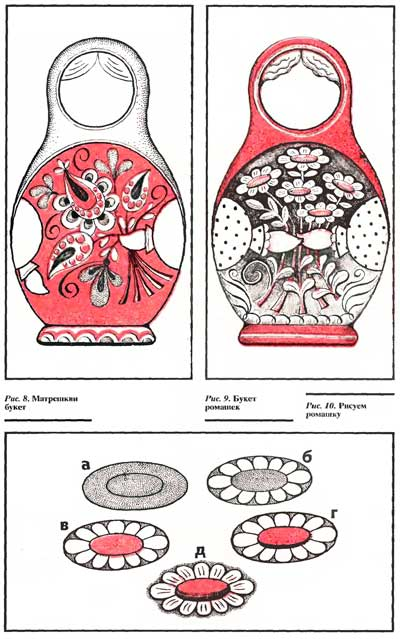 Рис. 8. Матрешкин
букет
Рис. 9. Букет
ромашек
Рис. 10. Рисуем
ромашку
а
б
в
г
д